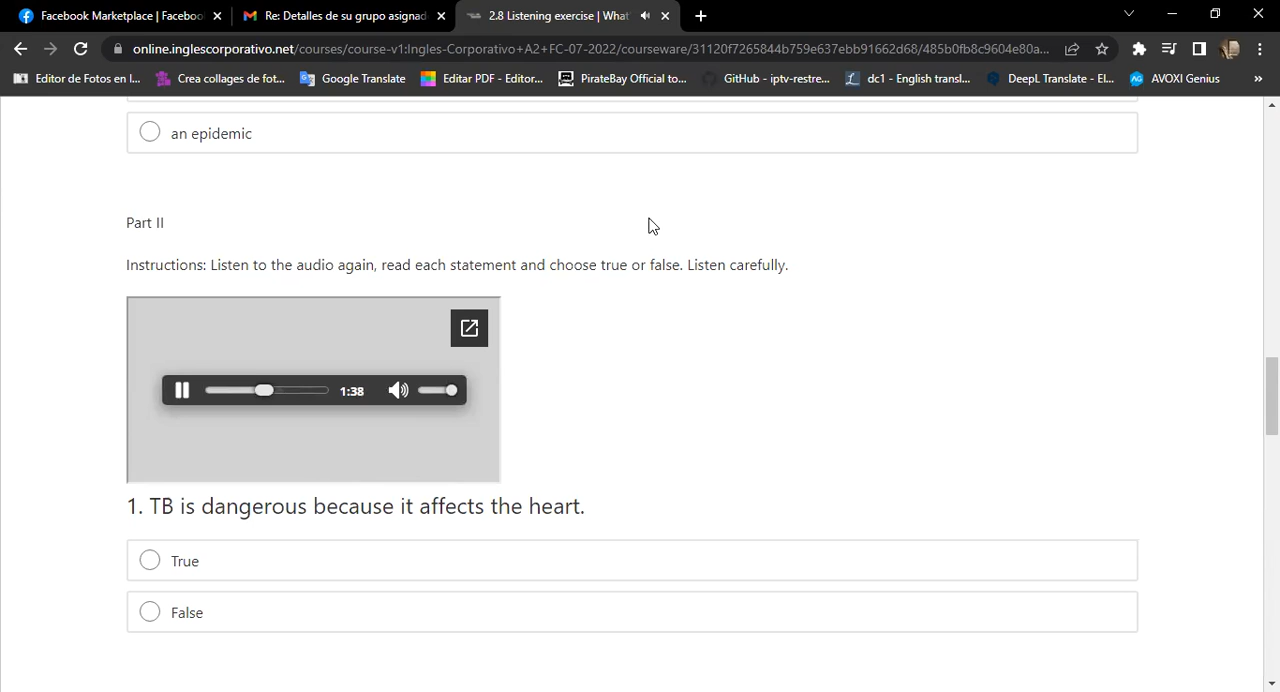 Facebook Marketplace | Faceboo
Re: Detalles de su grupo asignad
2.8 Listening exercise | What'
online.inglescorporativo.net/courses/course-v1:Ingles-Corporativo+A2+FC-07-2022/courseware/31120f7265844b759e637ebb91662d68/485b0fb8c9604e80a...
Editor de Fotos en l...
Crea collages de fot...
Google Translate
Editar PDF - Editor...
PirateBay Official to...
GitHub - iptv-restre...
dc1 - English transl...
DeepL Translate - El...
AVOXI Genius
»
an epidemic
Part II
Instructions: Listen to the audio again, read each statement and choose true or false. Listen carefully.
1:38
1. TB is dangerous because it affects the heart.
True
False